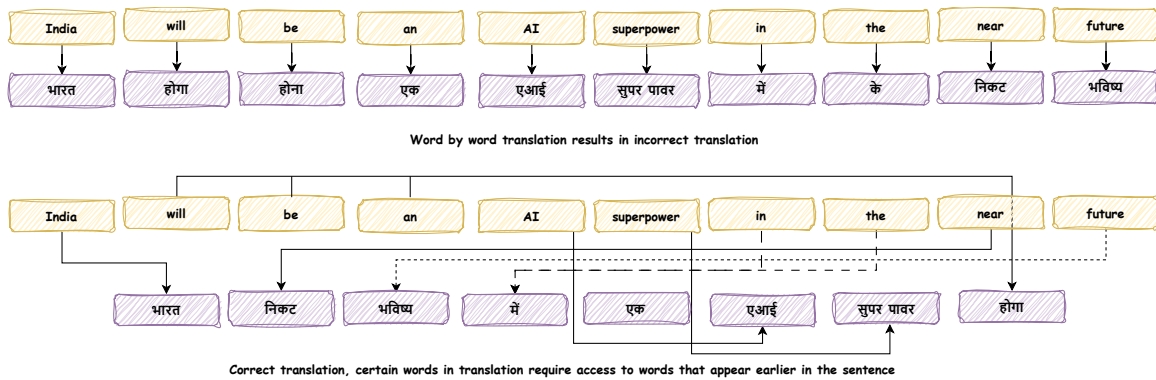 India will be an AI superpower in the near future
भारत होगा होना एक एआई सुपर पावर में के निकट भविष्य
Word by word translation results in incorrect translation
India will be an AI superpower in the near future
भारत निकट भविष्य में एक एआई सुपर पावर होगा
Correct translation, certain words in translation require access to words that appear earlier in the sentence